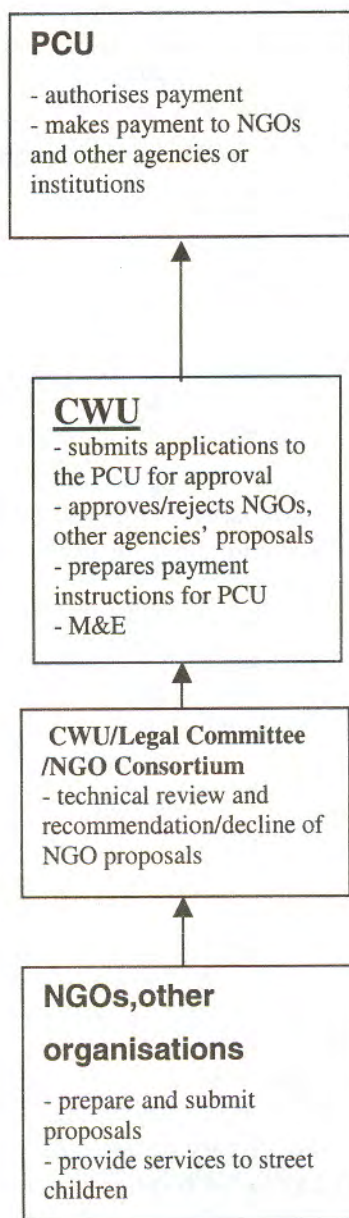 PCU
- authorises payment
- makes payment to NGOs
and other agencies or
institutions
CWU
- submits applications to
the PCU for approval
- approves/rejects NGOs,
other agencies' proposals
- prepares payment
instructions for PCU
- M&E
CWU/Legal Committee
/NGO Consortium
- technical review and
recommendation/decline of
NGO proposals
NGOs,other
organisations
- prepare and submit
proposals
- provide services to street
children